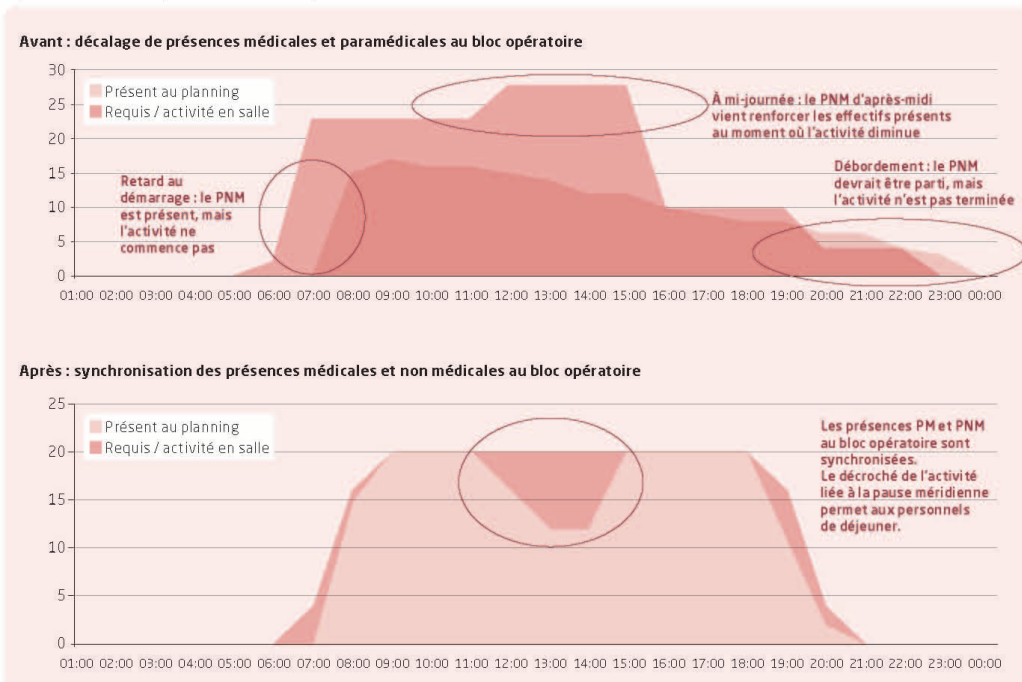 Avant : décalage de présences médicales et paramédicales au bloc opératoire
30
25
20
15
10
5
0
Présent au planning
Requis / activité en salle
Retard au
démarrage : le PNM
est présent, mais
l'activité ne
commence pas
À mi-journée : le PNM d'après-midi
vient renforcer les effectifs présents
au moment où l'activité diminue
Débordement : le PNM
devrait être parti, mais
l'activité n'est pas terminée
01:00 02:00 03:00 04:00 05:00 06:00 07:00 08:00 09:00 10:00 11:00 12:00 13:00 14:00 15:00 16:00 17:00 18:00 19:00 20:00 21:00 22:00 23:00 00:00
Après : synchronisation des présences médicales et non médicales au bloc opératoire
25
20
15
10
5
0
Présent au planning
Requis / activité en salle
Les présences PM et PNM
au bloc opératoire sont
synchronisées.
Le décroché de l'activité
liée à la pause méridienne
permet aux personnels
de déjeuner.
01:00 02:00 03:00 04:00 05:00 06:00 07:00 08:00 09:00 10:00 11:00 12:00 13:00 14:00 15:00 16:00 17:00 18:00 19:00 20:00 21:00 22:00 23:00 00:00